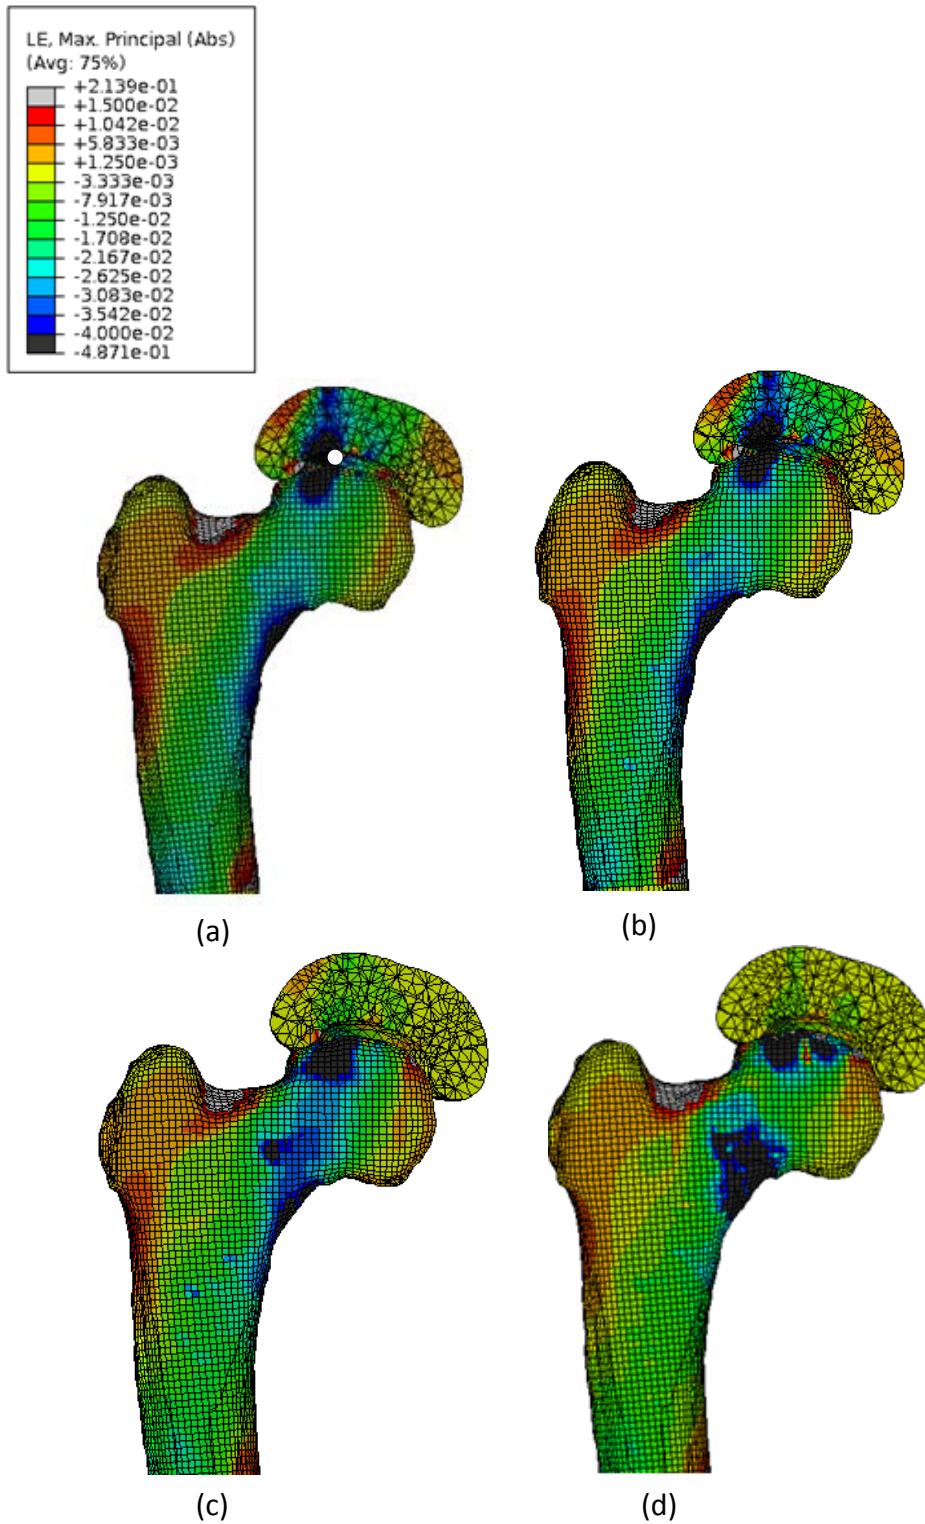 LE, Max. Principal (Abs)
(Avg: 75%)
+2.139e-01
+1.500e-02
+1.042e-02
+5.833e-03
+1.250e-03
-3.333e-03
-7.917e-03
-1.250e-02
-1.708e-02
-2.167e-02
-2.625e-02
-3.083e-02
-3.542e-02
-4.000e-02
-4.871e-01
(a)
(b)
(c)
(d)